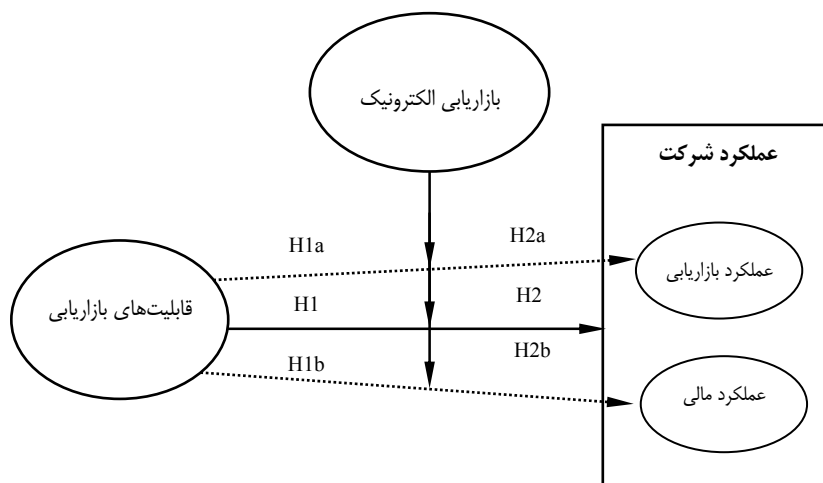 بازاریابی الکترونیک
عملکرد شرکت
H1a
H2a
عملکرد بازاریابی
قابلیت‌های بازاریابی
H1
H2
H1b
H2b
عملکرد مالی